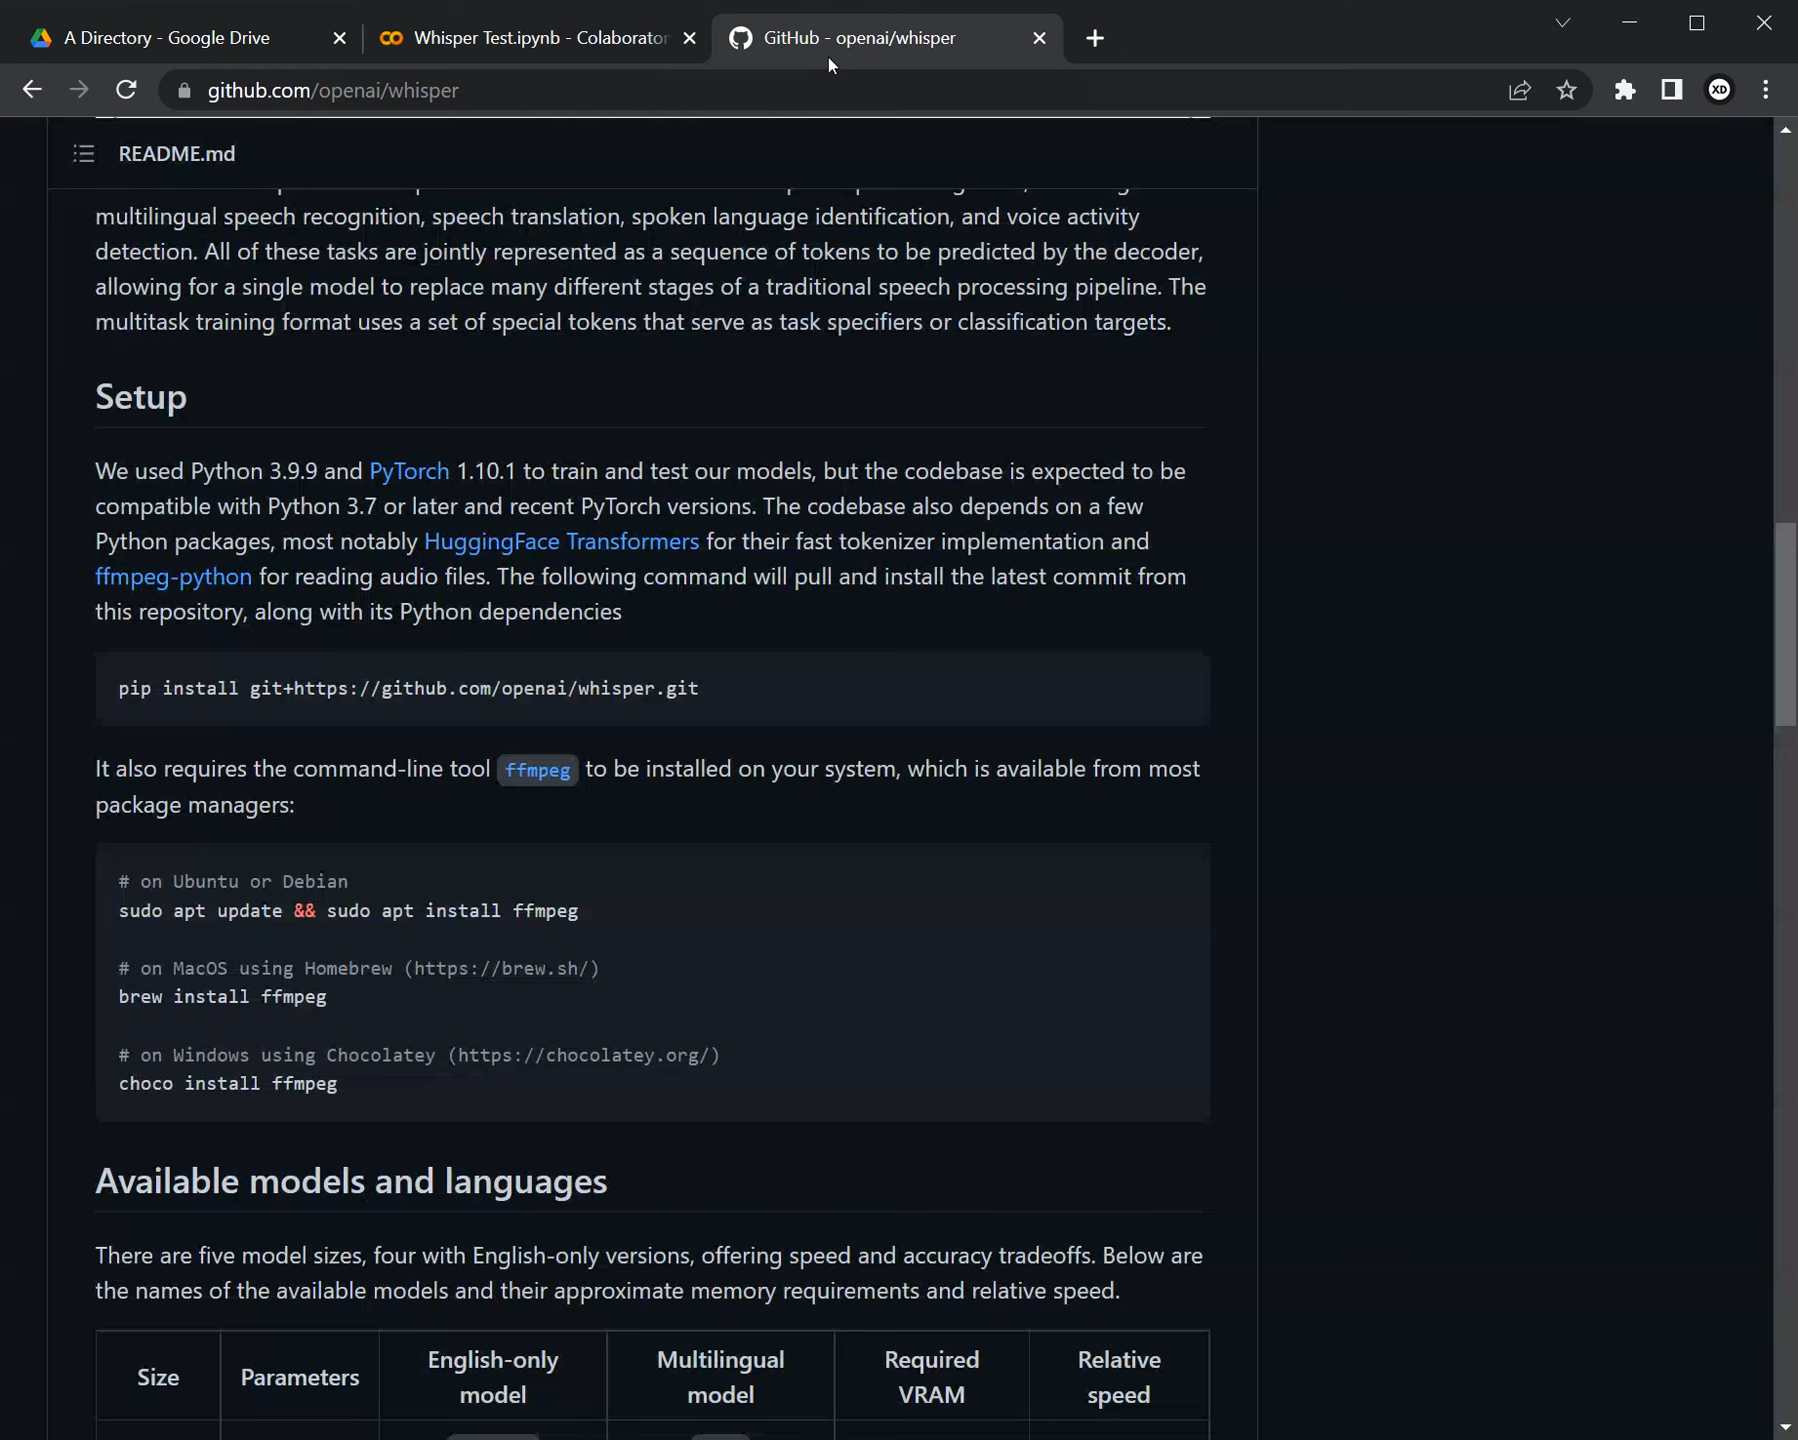 A Directory - Google Drive
Whisper Test.ipynb - Colaborator
GitHub - openai/whisper
github.com/openai/whisper
XD
README.md
multilingual speech recognition, speech translation, spoken language identification, and voice activity
detection. All of these tasks are jointly represented as a sequence of tokens to be predicted by the decoder,
allowing for a single model to replace many different stages of a traditional speech processing pipeline. The
multitask training format uses a set of special tokens that serve as task specifiers or classification targets.
Setup
We used Python 3.9.9 and PyTorch 1.10.1 to train and test our models, but the codebase is expected to be
compatible with Python 3.7 or later and recent PyTorch versions. The codebase also depends on a few
Python packages, most notably HuggingFace Transformers for their fast tokenizer implementation and
ffmpeg-python for reading audio files. The following command will pull and install the latest commit from
this repository, along with its Python dependencies
pip install git+https://github.com/openai/whisper.git
It also requires the command-line tool ffmpeg to be installed on your system, which is available from most
package managers:
# on Ubuntu or Debian
sudo apt update && sudo apt install ffmpeg
# on MacOS using Homebrew (https://brew.sh/)
brew install ffmpeg
# on Windows using Chocolatey (https://chocolatey.org/)
choco install ffmpeg
Available models and languages
There are five model sizes, four with English-only versions, offering speed and accuracy tradeoffs. Below are
the names of the available models and their approximate memory requirements and relative speed.
Size Parameters English-only model Multilingual model Required VRAM Relative speed